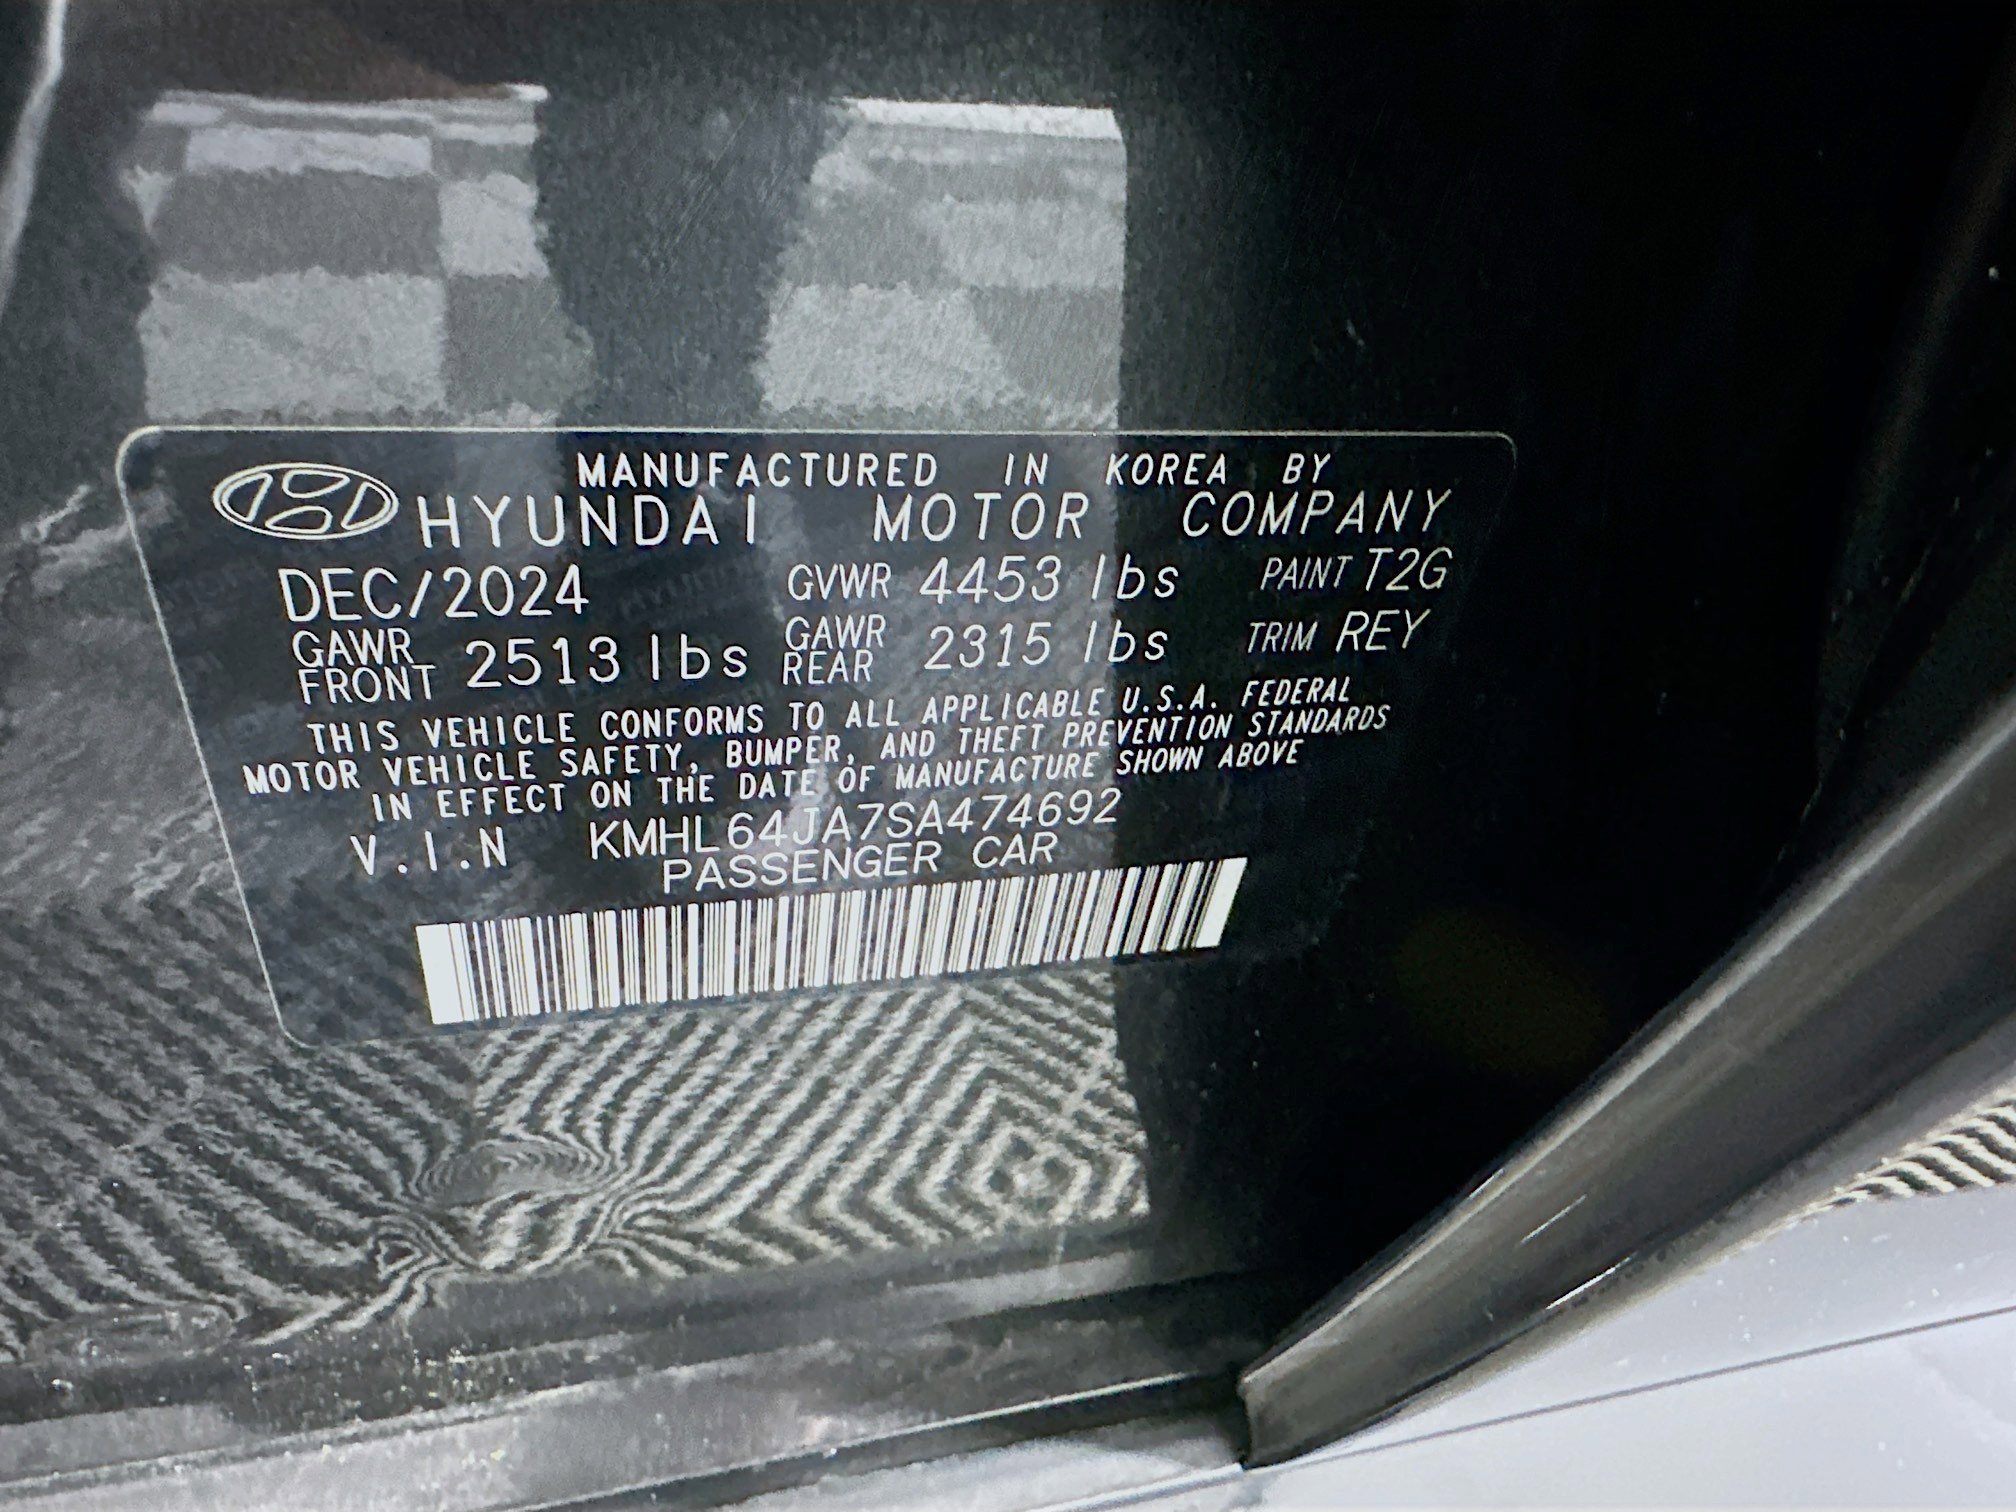 MANUFACTURED IN KOREA BY
HYUNDAI MOTOR COMPANY
DEC/2024 GVWR 4453 lbs PAINT T2G
GAWR FRONT 2513 lbs GAWR REAR 2315 lbs TRIM REY
THIS VEHICLE CONFORMS TO ALL APPLICABLE U.S.A. FEDERAL
MOTOR VEHICLE SAFETY, BUMPER, AND THEFT PREVENTION STANDARDS
IN EFFECT ON THE DATE OF MANUFACTURE SHOWN ABOVE
V.I.N KMHL64JA7SA474692
PASSENGER CAR